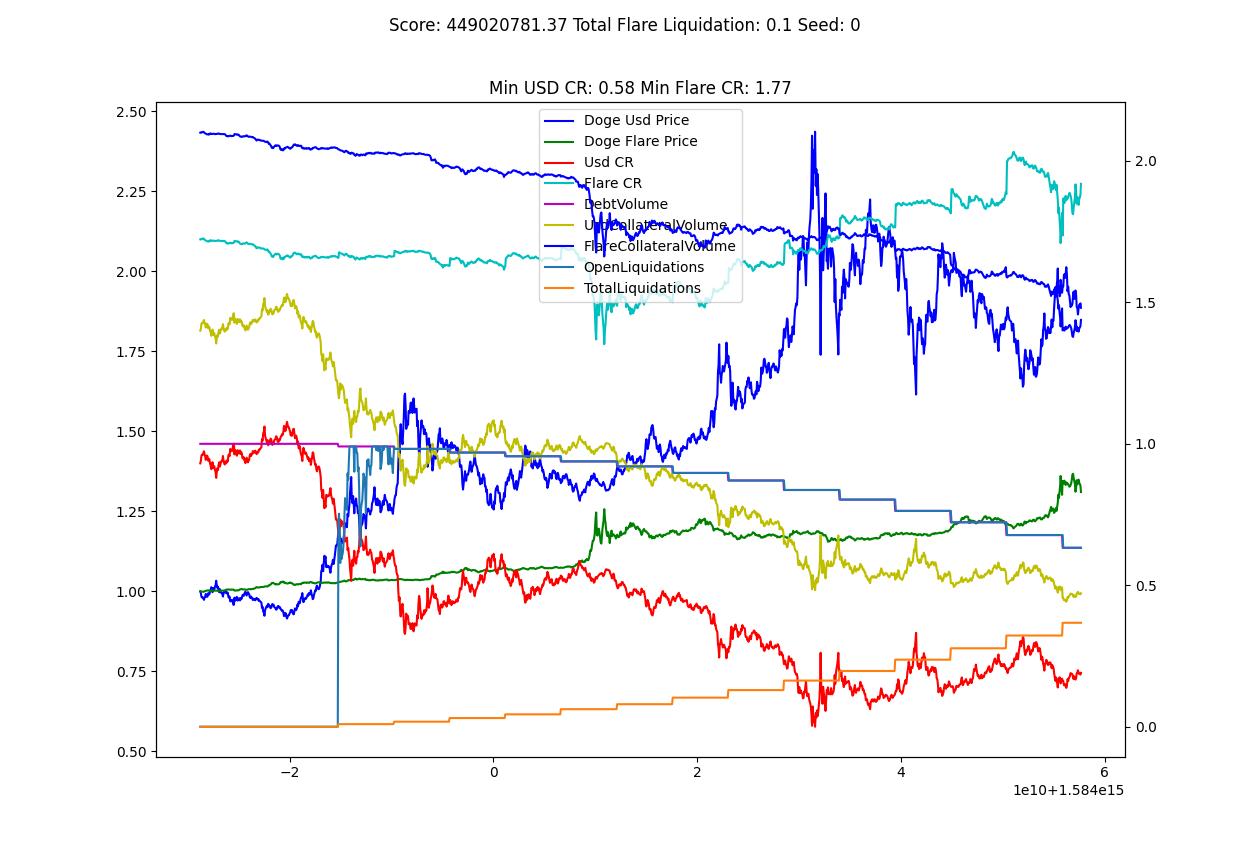 Score: 449020781.37 Total Flare Liquidation: 0.1 Seed: 0
Min USD CR: 0.58 Min Flare CR: 1.77
Doge Usd Price
Doge Flare Price
Usd CR
Flare CR
DebtVolume
UsdCollateralVolume
FlareCollateralVolume
OpenLiquidations
TotalLiquidations
2.50
2.25
2.00
1.75
1.50
1.25
1.00
0.75
0.50
2.0
1.5
1.0
0.5
0.0
−2
0
2
4
6
1e10+1.584e15